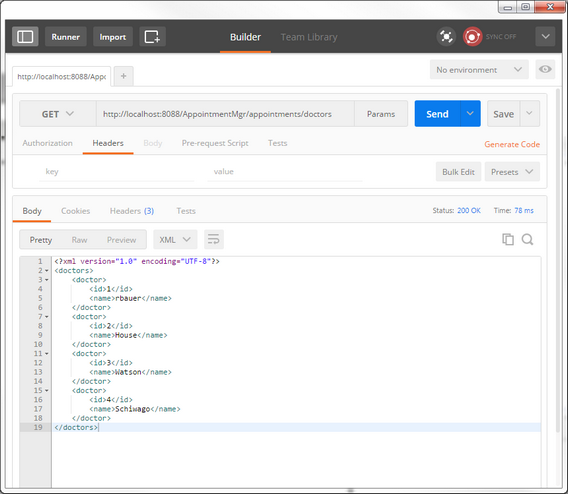 Runner Import Builder Team Library SYNC OFF
http://localhost:8088/Appo + No environment
GET http://localhost:8088/AppointmentMgr/appointments/doctors Params Send Save
Authorization Headers Body Pre-request Script Tests Generate Code
key value Bulk Edit Presets
Body Cookies Headers (3) Tests Status: 200 OK Time: 78 ms
Pretty Raw Preview XML
1 <?xml version="1.0" encoding="UTF-8"?>
2 <doctors>
3 <doctor>
4 <id>1</id>
5 <name>rbauer</name>
6 </doctor>
7 <doctor>
8 <id>2</id>
9 <name>House</name>
10 </doctor>
11 <doctor>
12 <id>3</id>
13 <name>Watson</name>
14 </doctor>
15 <doctor>
16 <id>4</id>
17 <name>Schiwago</name>
18 </doctor>
19 </doctors>